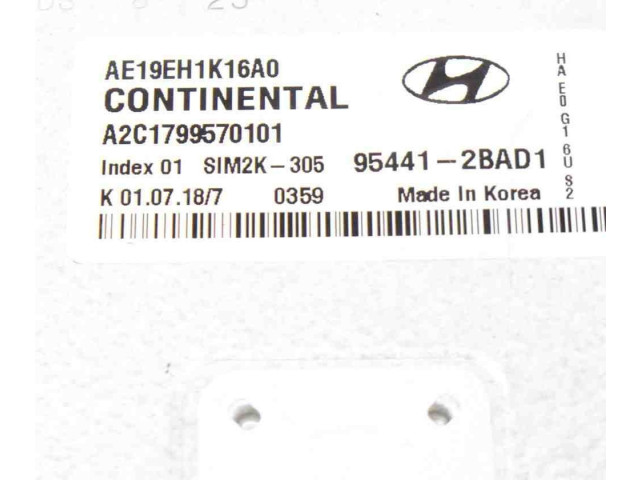 AE19EH1K16A0
CONTINENTAL
A2C1799570101
Index 01 SIM2K-305 95441-2BAD1
K 01.07.18/7 0359 Made In Korea
HAE0G16US2